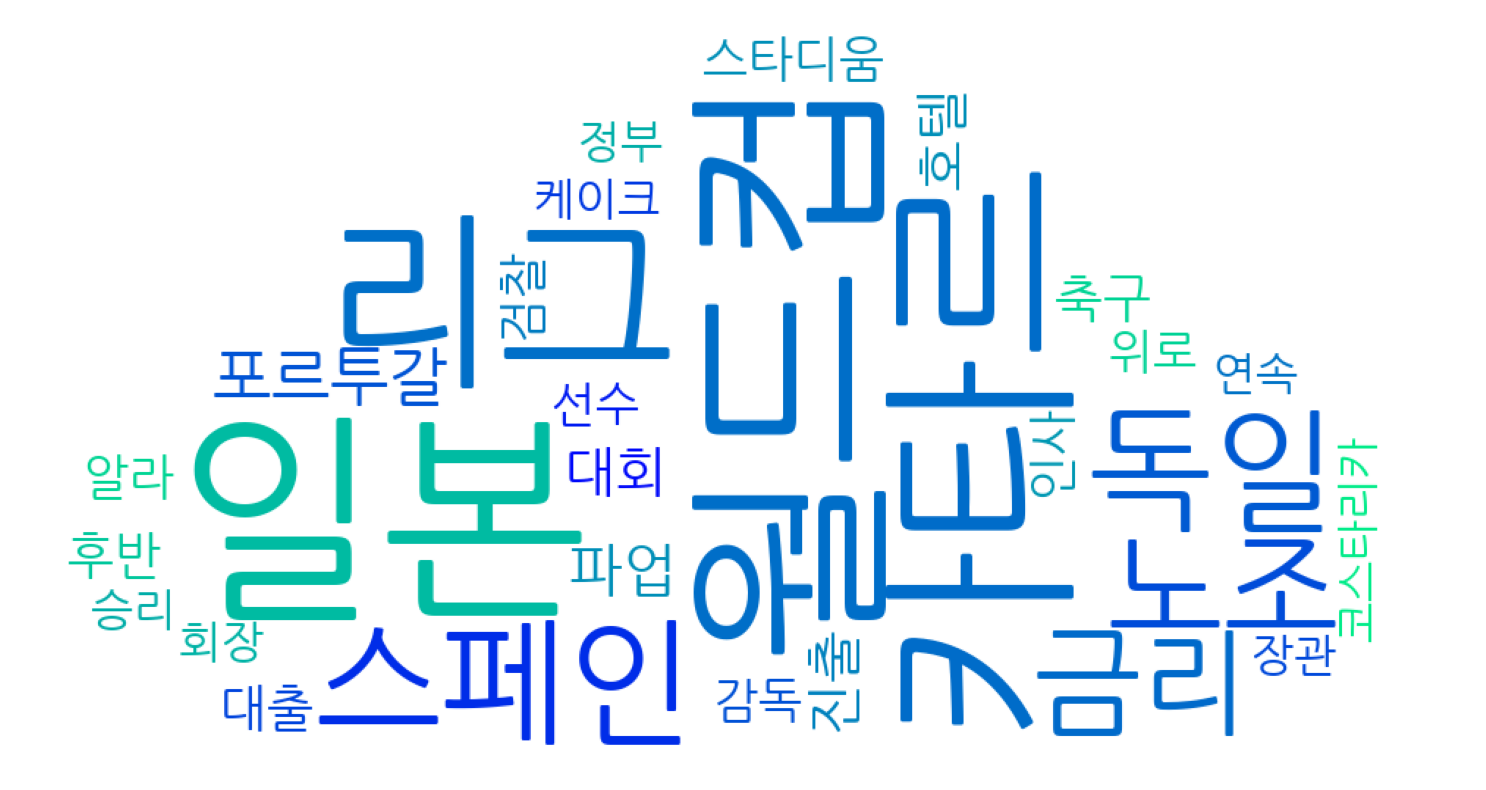 스타디움
월드컵
호텔
정부
케이크
카타르
리그
검찰
축구
위로
연속
포르투갈
선수
인사
독일
일본
대회
알라
코스타리카
후반
파업
노조
승리
회장
스페인
진출
금리
장관
대출
감독